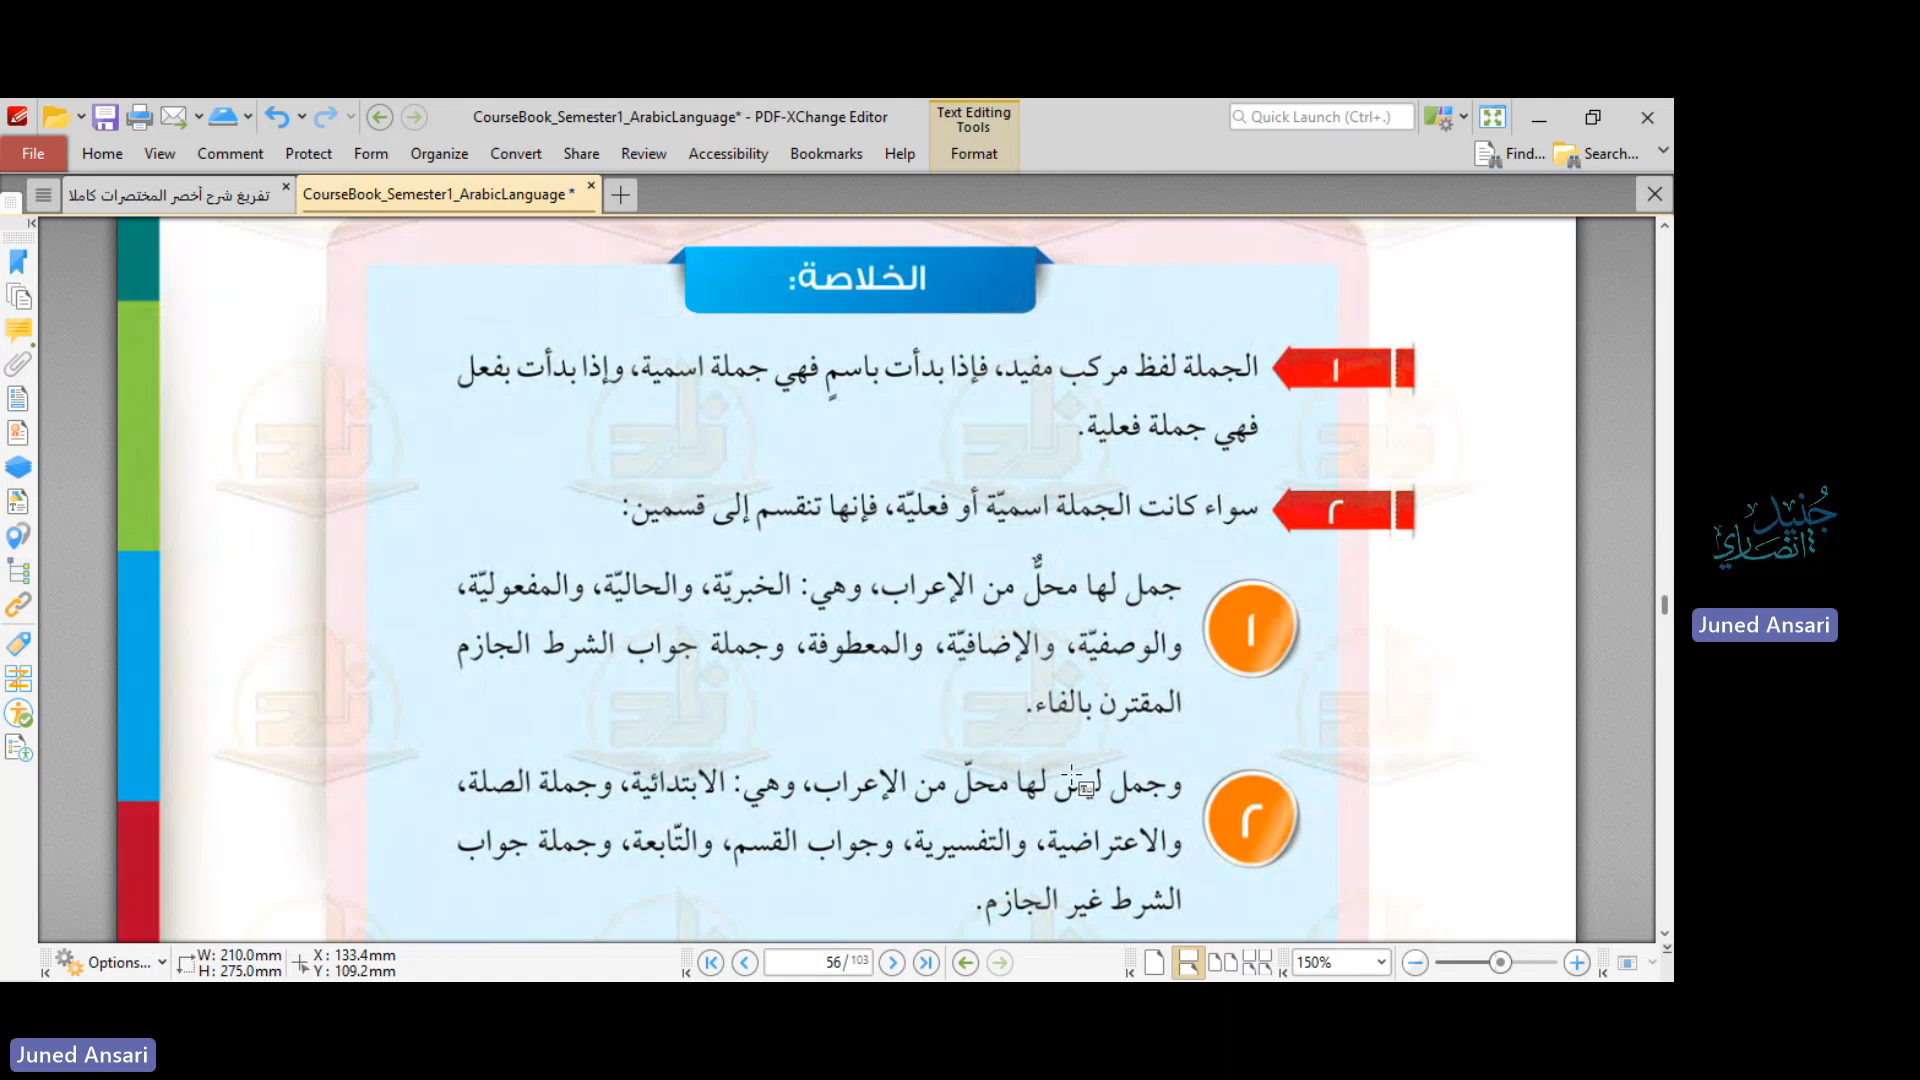 CourseBook_Semester1_ArabicLanguage* - PDF-XChange Editor
Text Editing Tools
Quick Launch (Ctrl+.)
File Home View Comment Protect Form Organize Convert Share Review Accessibility Bookmarks Help Format Find... Search...
تفريغ شرح أخصر المختصرات كاملا
CourseBook_Semester1_ArabicLanguage *
الخلاصة:
١ الجملة لفظ مركب مفيد، فإذا بدأت باسمٍ فهي جملة اسمية، وإذا بدأت بفعل
فهي جملة فعلية.
٢ سواء كانت الجملة اسميّة أو فعليّة، فإنها تنقسم إلى قسمين:
١ جمل لها محلٌّ من الإعراب، وهي: الخبريّة، والحاليّة، والمفعوليّة،
والوصفيّة، والإضافيّة، والمعطوفة، وجملة جواب الشرط الجازم
المقترن بالفاء.
٢ وجمل ليس لها محلّ من الإعراب، وهي: الابتدائية، وجملة الصلة،
والاعتراضية، والتفسيرية، وجواب القسم، والتّابعة، وجملة جواب
الشرط غير الجازم.
جنيد
انصاري
Juned Ansari
Options...
W: 210.0mm
H: 275.0mm
X: 133.4mm
Y: 109.2mm
56 / 103
150%
Juned Ansari